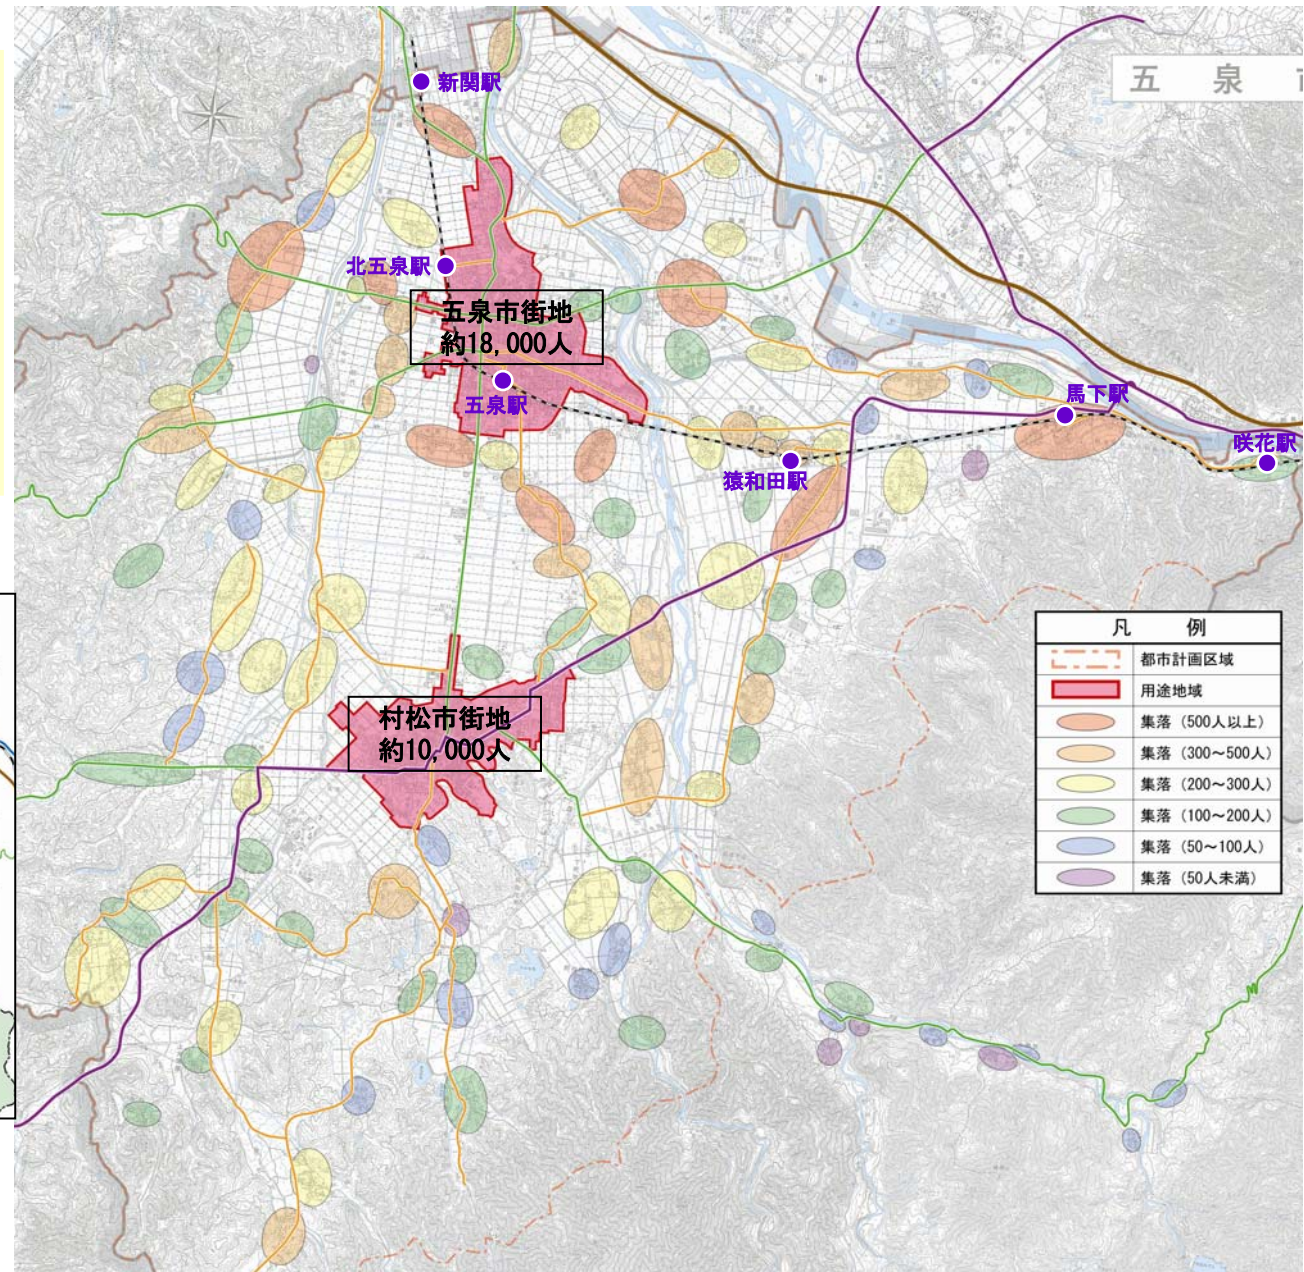 五泉市
新関駅
北五泉駅
五泉市街地
約18,000人
五泉駅
馬下駅
咲花駅
猿和田駅
村松市街地
約10,000人
凡例
都市計画区域
用途地域
集落（500人以上）
集落（300～500人）
集落（200～300人）
集落（100～200人）
集落（50～100人）
集落（50人未満）